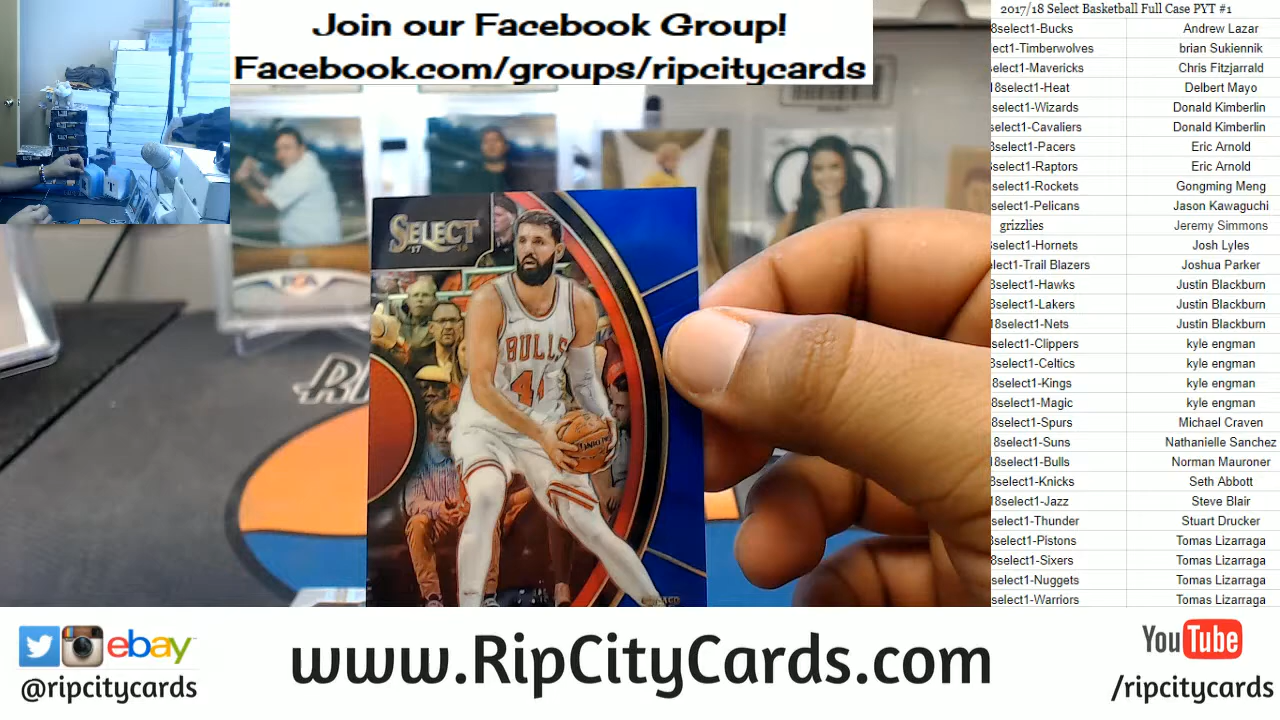 Join our Facebook Group!
Facebook.com/groups/ripcitycards
2017/18 Select Basketball Full Case PYT #1
8select1-Bucks Andrew Lazar
ect1-Timberwolves brian Sukiennik
select1-Mavericks Chris Fitzjarrald
18select1-Heat Delbert Mayo
select1-Wizards Donald Kimberlin
select1-Cavaliers Donald Kimberlin
8select1-Pacers Eric Arnold
select1-Raptors Eric Arnold
select1-Rockets Gongming Meng
select1-Pelicans Jason Kawaguchi
grizzlies Jeremy Simmons
select1-Hornets Josh Lyles
lect1-Trail Blazers Joshua Parker
8select1-Hawks Justin Blackburn
select1-Lakers Justin Blackburn
18select1-Nets Justin Blackburn
select1-Clippers kyle engman
8select1-Celtics kyle engman
8select1-Kings kyle engman
8select1-Magic kyle engman
8select1-Spurs Michael Craven
8select1-Suns Nathanielle Sanchez
18select1-Bulls Norman Mauroner
8select1-Knicks Seth Abbott
18select1-Jazz Steve Blair
select1-Thunder Stuart Drucker
select1-Pistons Tomas Lizarraga
8select1-Sixers Tomas Lizarraga
select1-Nuggets Tomas Lizarraga
select1-Warriors Tomas Lizarraga
SELECT
'17 '18
BULLS
ebay
@ripcitycards
www.RipCityCards.com
YouTube
/ripcitycards